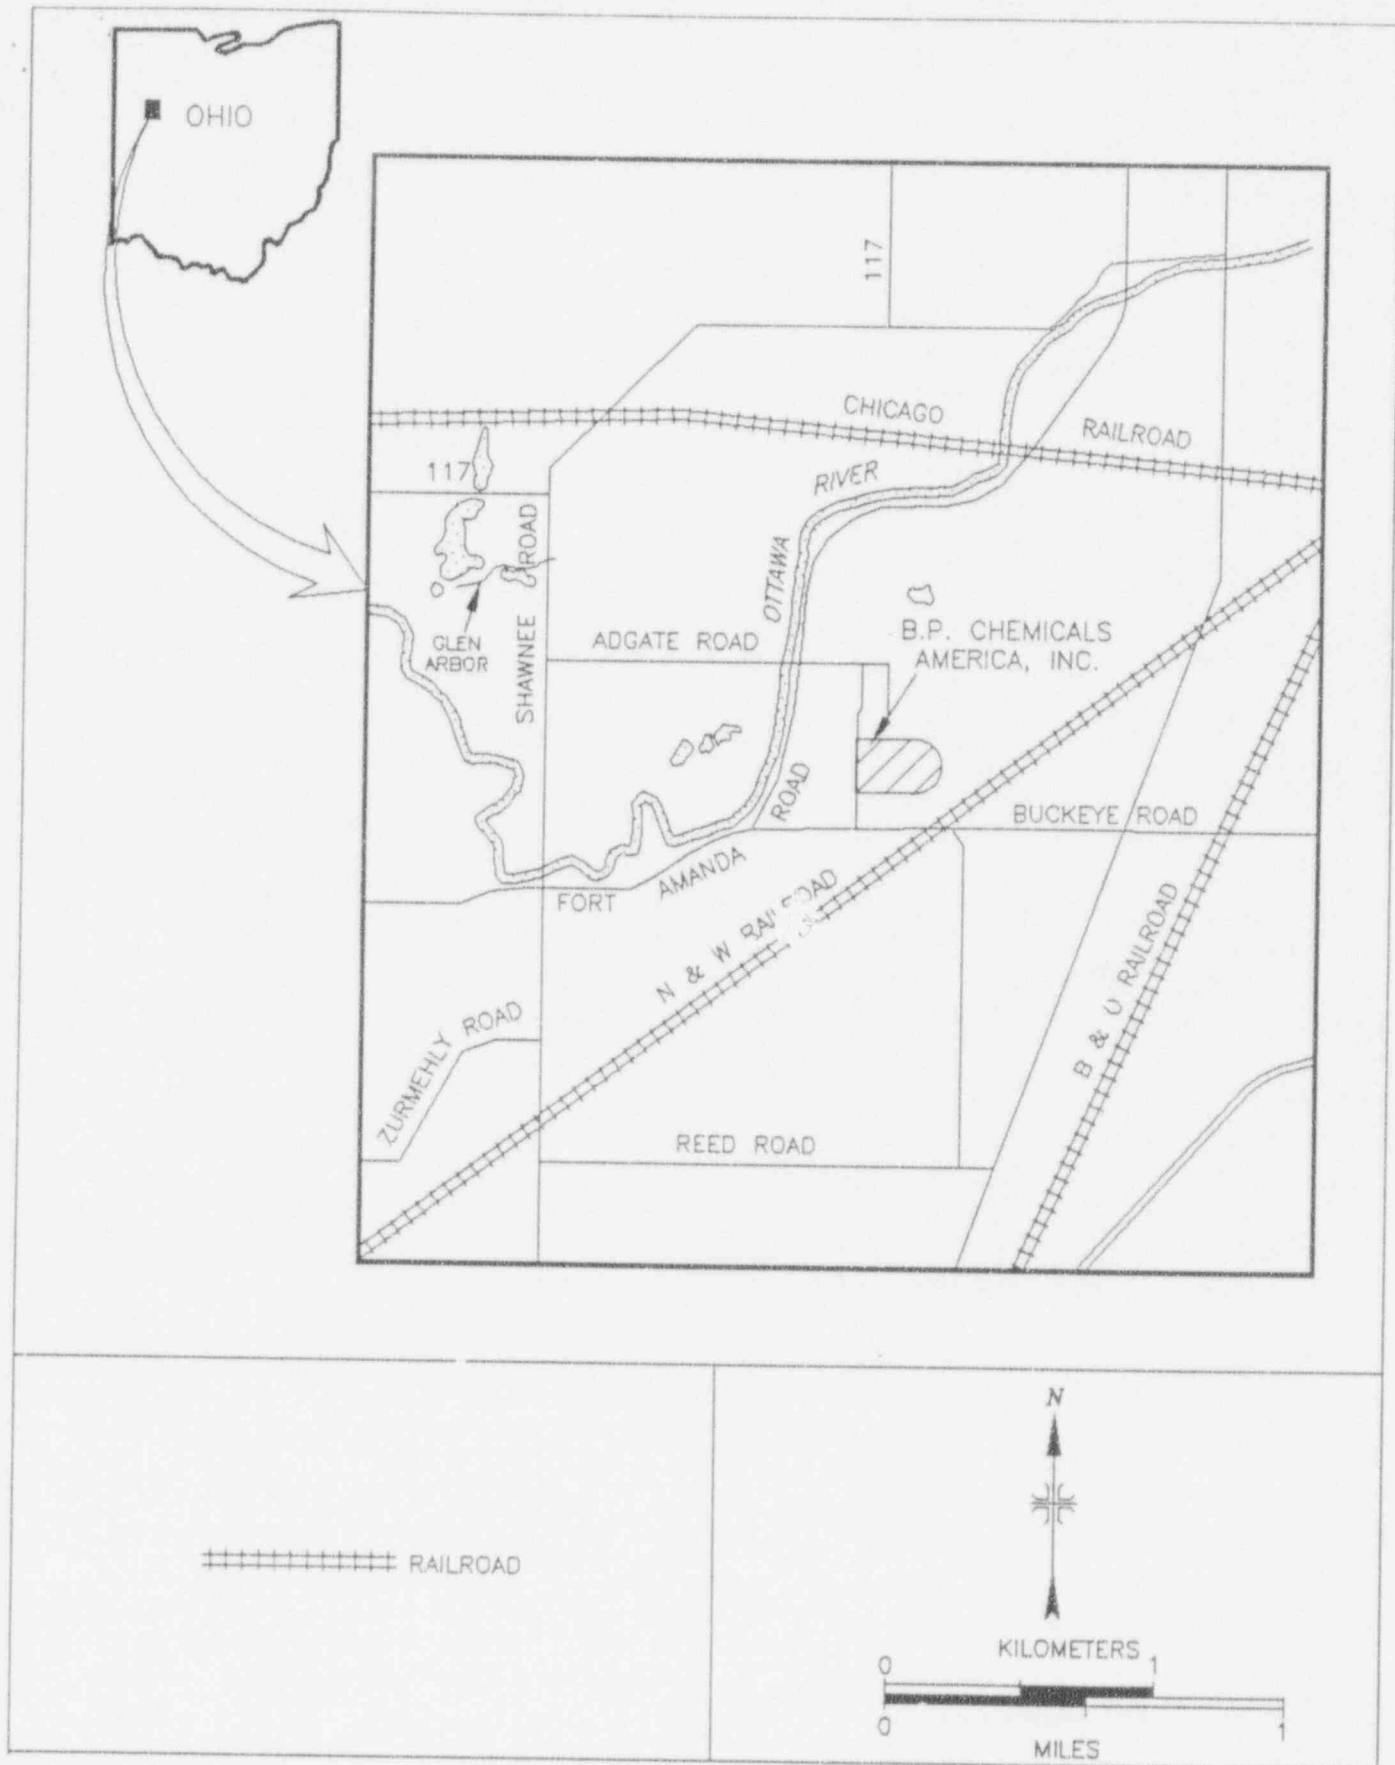 OHIO
117
CHICAGO
RAILROAD
117
RIVER
OTTAWA
SHAWNEE ROAD
GLEN
ARBOR
ADGATE ROAD
B.P. CHEMICALS
AMERICA, INC.
ROAD
BUCKEYE ROAD
FORT
AMANDA
N & W RAILROAD
B & O RAILROAD
ZURMEHLY ROAD
REED ROAD
N
RAILROAD
KILOMETERS
0 1
0 1
MILES